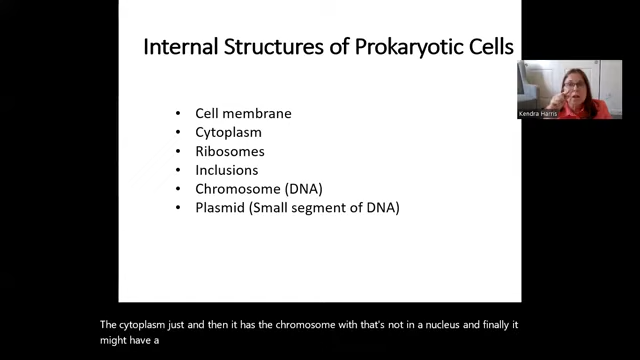 Internal Structures of Prokaryotic Cells
Kendra Harris
• Cell membrane
• Cytoplasm
• Ribosomes
• Inclusions
• Chromosome (DNA)
• Plasmid (Small segment of DNA)
The cytoplasm just and then it has the chromosome with that's not in a nucleus and finally it
might have a